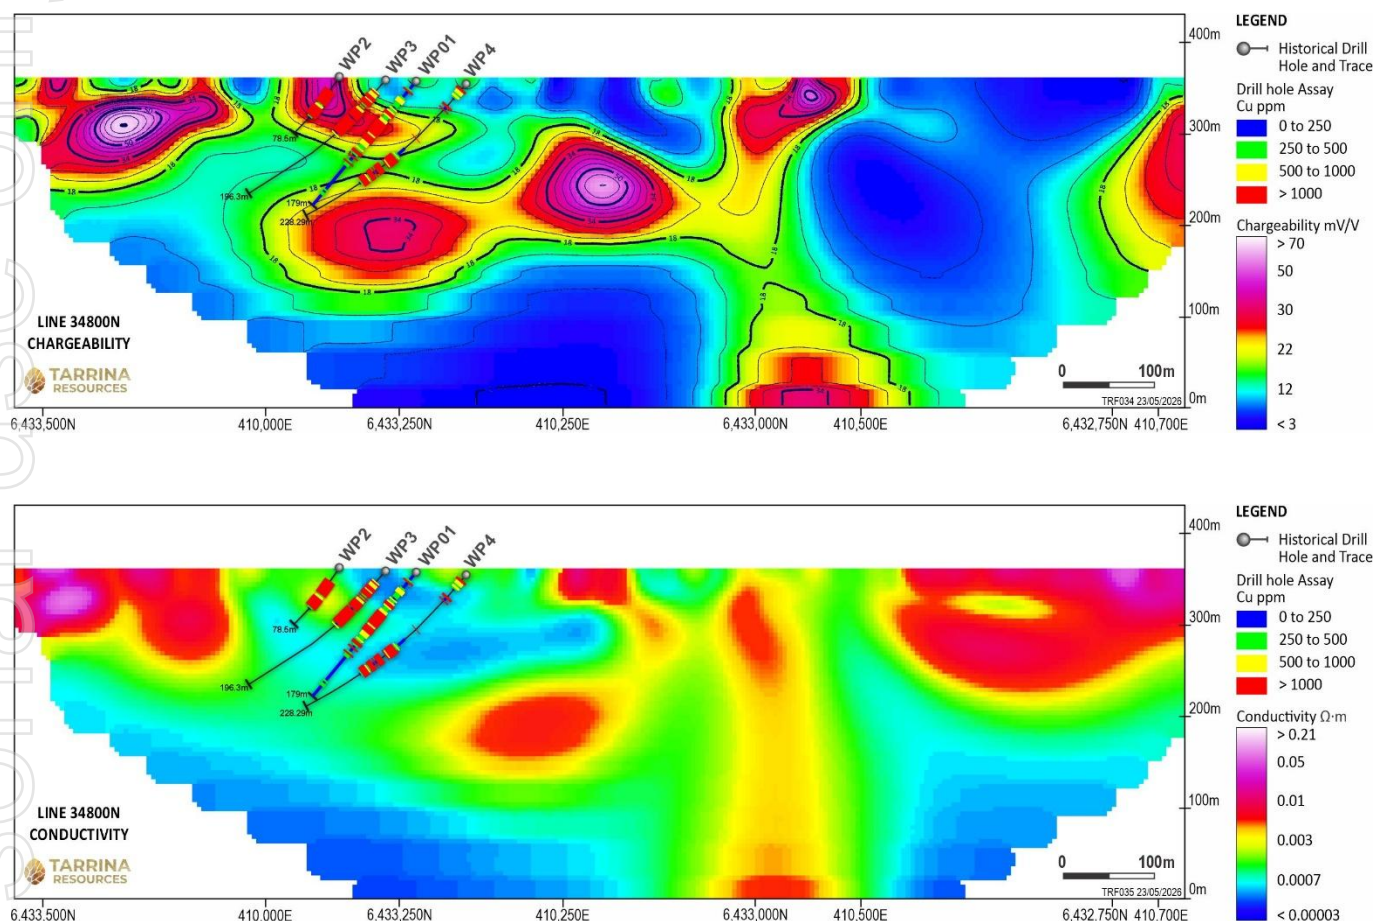 WP2
WP3
WP01
WP4
400m
300m
200m
100m
0m
78.6m
196.3m
179m
228.29m
18
18
18
18
18
18
18
18
LINE 34800N
CHARGEABILITY
TARRINA
RESOURCES
0 100m
TRF034 23/05/2026
6,433,500N 410,000E 6,433,250N 410,250E 6,433,000N 410,500E 6,432,750N 410,700E
LEGEND
Historical Drill
Hole and Trace
Drill hole Assay
Cu ppm
0 to 250
250 to 500
500 to 1000
> 1000
Chargeability mV/V
> 70
50
30
22
12
< 3
WP2
WP3
WP01
WP4
400m
300m
200m
100m
0m
78.6m
196.3m
179m
228.29m
LINE 34800N
CONDUCTIVITY
TARRINA
RESOURCES
0 100m
TRF035 23/05/2026
6,433,500N 410,000E 6,433,250N 410,250E 6,433,000N 410,500E 6,432,750N 410,700E
LEGEND
Historical Drill
Hole and Trace
Drill hole Assay
Cu ppm
0 to 250
250 to 500
500 to 1000
> 1000
Conductivity Ω·m
> 0.21
0.05
0.01
0.003
0.0007
< 0.00003